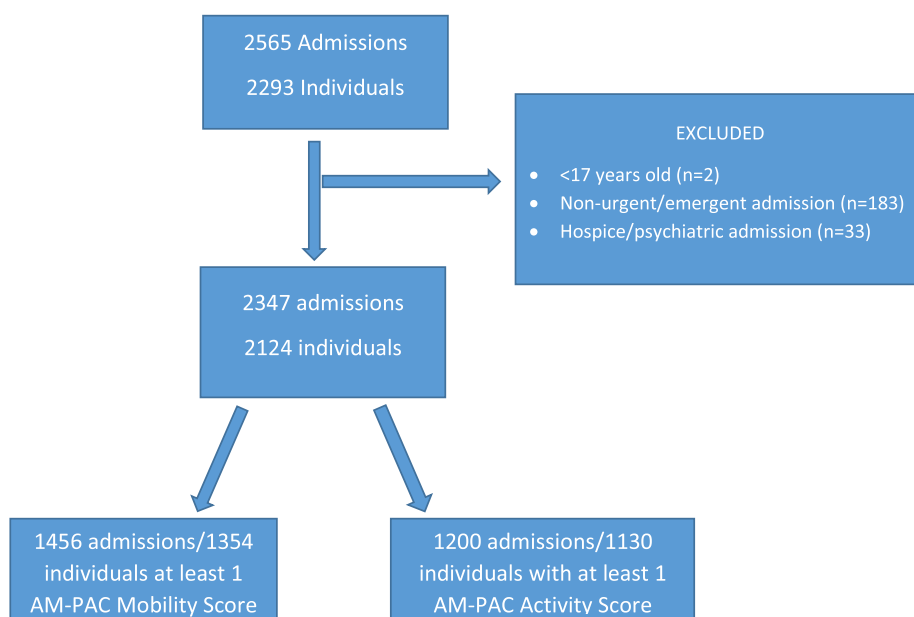 2565 Admissions
2293 Individuals
EXCLUDED
• <17 years old (n=2)
• Non-urgent/emergent admission (n=183)
• Hospice/psychiatric admission (n=33)
2347 admissions
2124 individuals
1456 admissions/1354
individuals at least 1
AM-PAC Mobility Score
1200 admissions/1130
individuals with at least 1
AM-PAC Activity Score